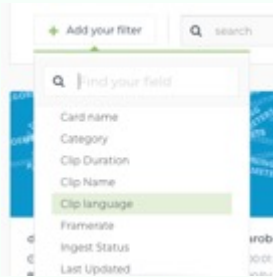 + Add your filter
search
Find your field
Card name
Category
Clip Duration
Clip Name
Clip language
Framerate
Ingest Status
Last Updated